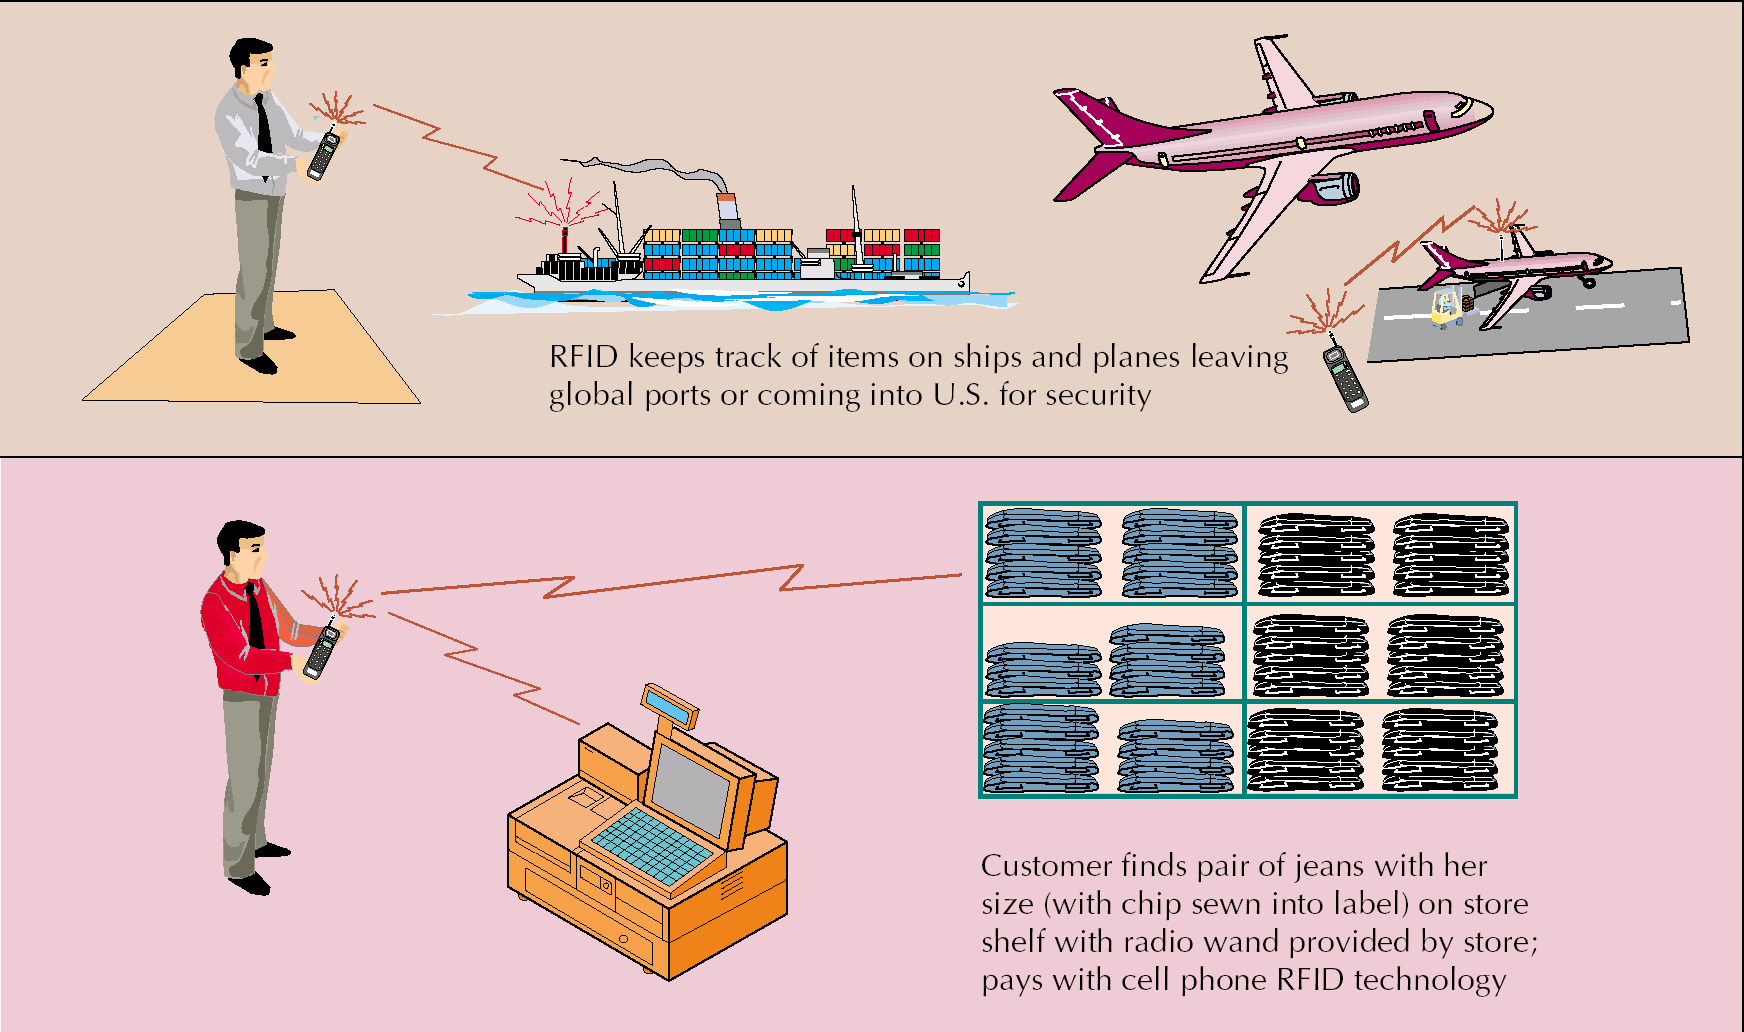 RFID keeps track of items on ships and planes leaving
global ports or coming into U.S. for security
Customer finds pair of jeans with her
size (with chip sewn into label) on store
shelf with radio wand provided by store;
pays with cell phone RFID technology